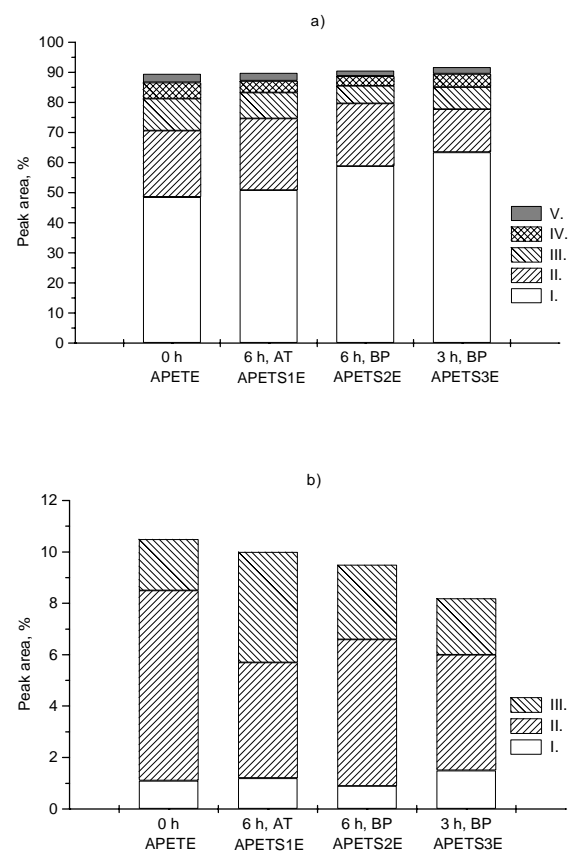 a)
100
90
80
70
60
50
40
30
20
10
0
Peak area, %
V.
IV.
III.
II.
I.
0 h
APETE
6 h, AT
APETS1E
6 h, BP
APETS2E
3 h, BP
APETS3E
b)
12
10
8
6
4
2
0
Peak area, %
III.
II.
I.
0 h
APETE
6 h, AT
APETS1E
6 h, BP
APETS2E
3 h, BP
APETS3E